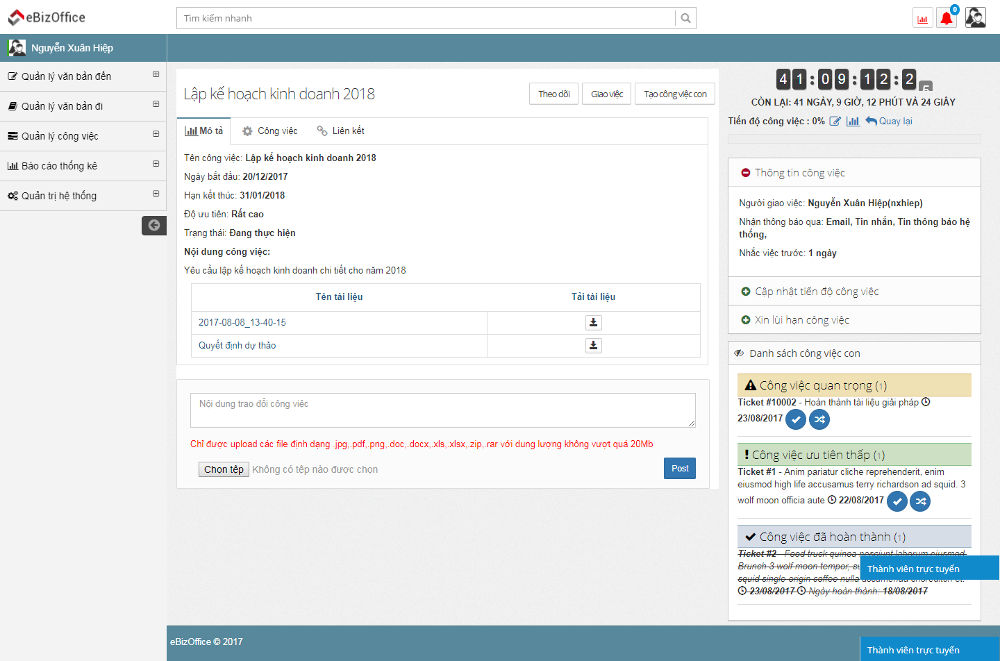 eBizOffice
Tìm kiếm nhanh
0
Nguyễn Xuân Hiệp
Quản lý văn bản đến
Quản lý văn bản đi
Quản lý công việc
Báo cáo thống kê
Quản trị hệ thống
Lập kế hoạch kinh doanh 2018
Theo dõi
Giao việc
Tạo công việc con
Mô tả
Công việc
Liên kết
Tên công việc: Lập kế hoạch kinh doanh 2018
Ngày bắt đầu: 20/12/2017
Hạn kết thúc: 31/01/2018
Độ ưu tiên: Rất cao
Trạng thái: Đang thực hiện
Nội dung công việc:
Yêu cầu lập kế hoạch kinh doanh chi tiết cho năm 2018
Tên tài liệu
Tải tài liệu
2017-08-08_13-40-15
Quyết định dự thảo
Nội dung trao đổi công việc
Chỉ được upload các file định dạng .jpg,.pdf,.png,.doc,.docx,.xls,.xlsx,.zip,.rar với dung lượng không vượt quá 20Mb
Chọn tệp Không có tệp nào được chọn
Post
41:09:12:2
CÒN LẠI: 41 NGÀY, 9 GIỜ, 12 PHÚT VÀ 24 GIÂY
Tiến độ công việc : 0% Quay lại
Thông tin công việc
Người giao việc: Nguyễn Xuân Hiệp(nxhiep)
Nhận thông báo qua: Email, Tin nhắn, Tin thông báo hệ
thống,
Nhắc việc trước: 1 ngày
Cập nhật tiến độ công việc
Xin lùi hạn công việc
Danh sách công việc con
Công việc quan trọng (1)
Ticket #10002 - Hoàn thành tài liệu giải pháp
23/08/2017
Công việc ưu tiên thấp (1)
Ticket #1 - Anim pariatur cliche reprehenderit, enim
eiusmod high life accusamus terry richardson ad squid. 3
wolf moon officia aute 22/08/2017
Công việc đã hoàn thành (1)
Ticket #2 - Food truck quinoa nesciunt laborum eiusmod.
Brunch 3 wolf moon tempor,
squid single-origin coffee nulla
23/08/2017 Ngày hoàn thành: 18/08/2017
Thành viên trực tuyến
eBizOffice © 2017
Thành viên trực tuyến